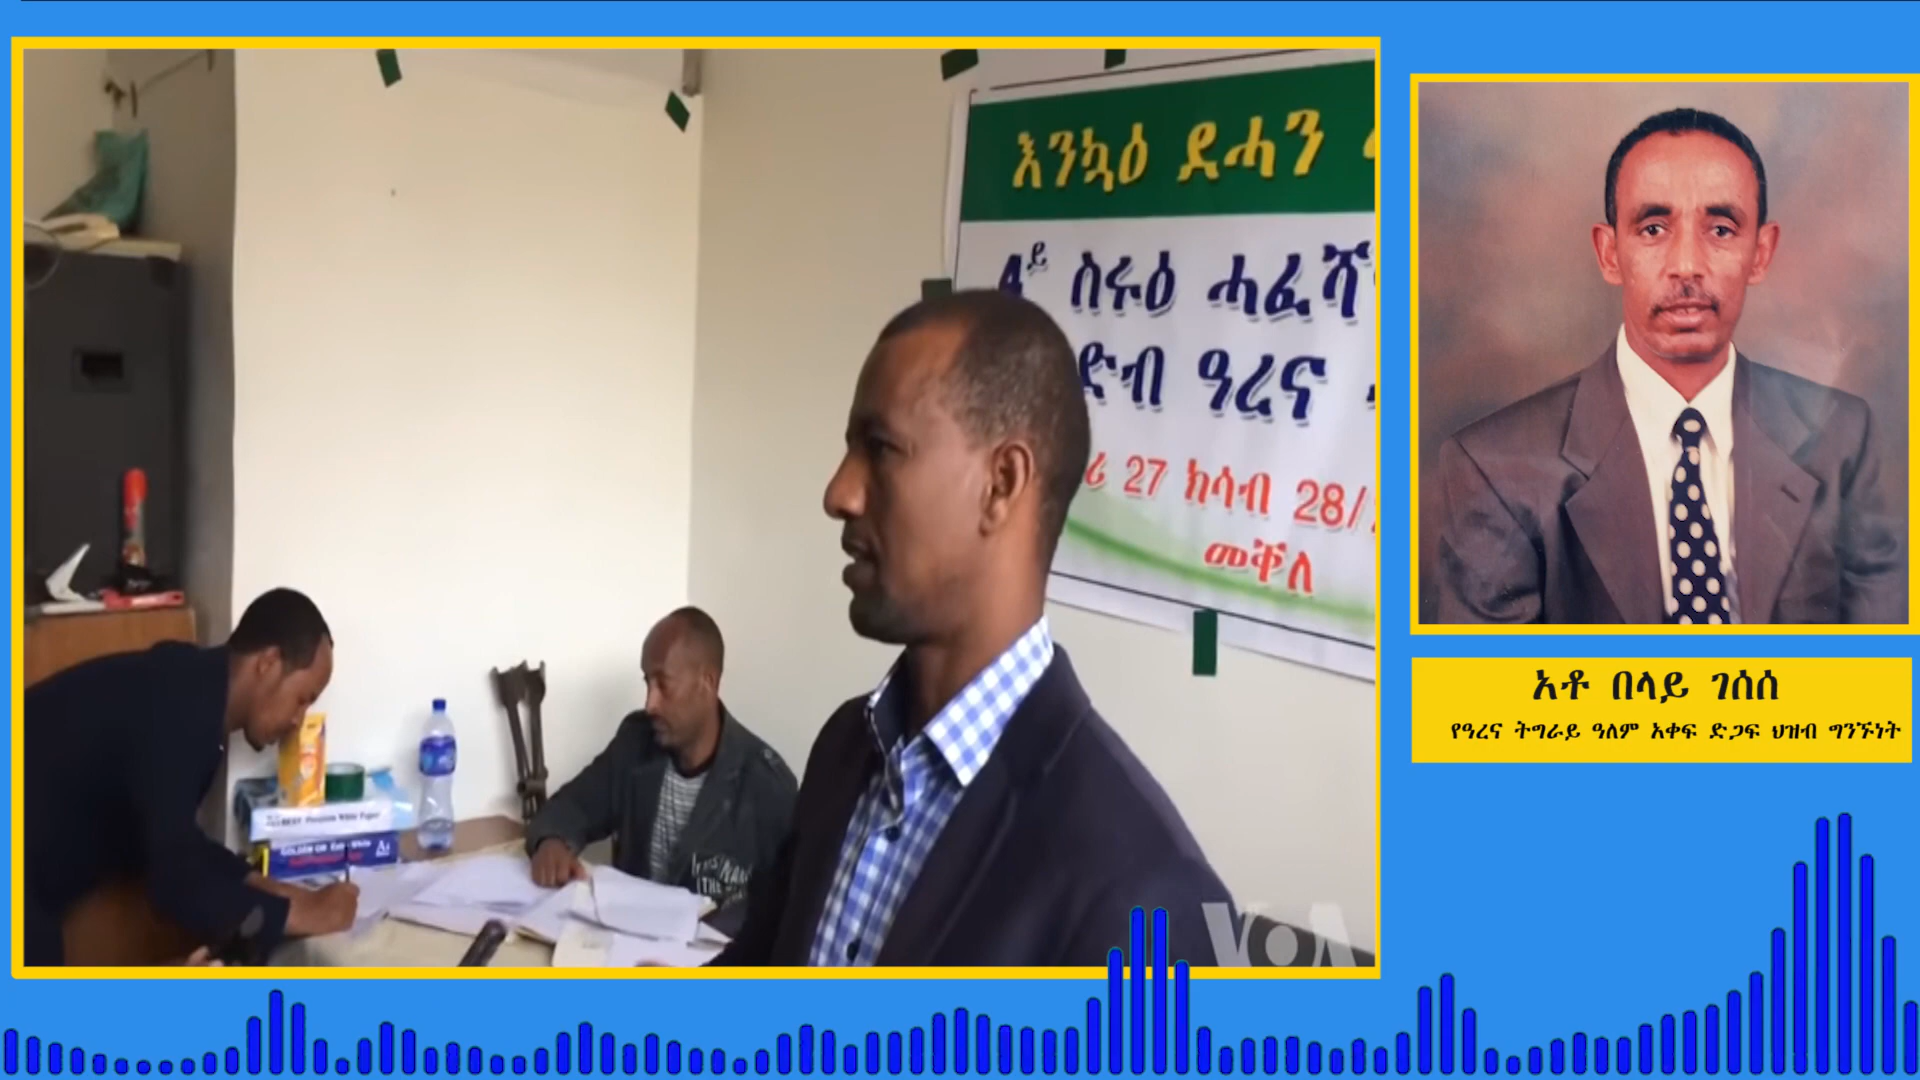 እንኳዕ ደሓን
4ይ ስሩዕ ሓፈሻ
ድብ ዓረና
ሪ 27 ክሳብ 28/
መቐለ
አቶ በላይ ገሰሰ
የዓረና ትግራይ ዓለም አቀፍ ድጋፍ ህዝብ ግንኙነት
VOA